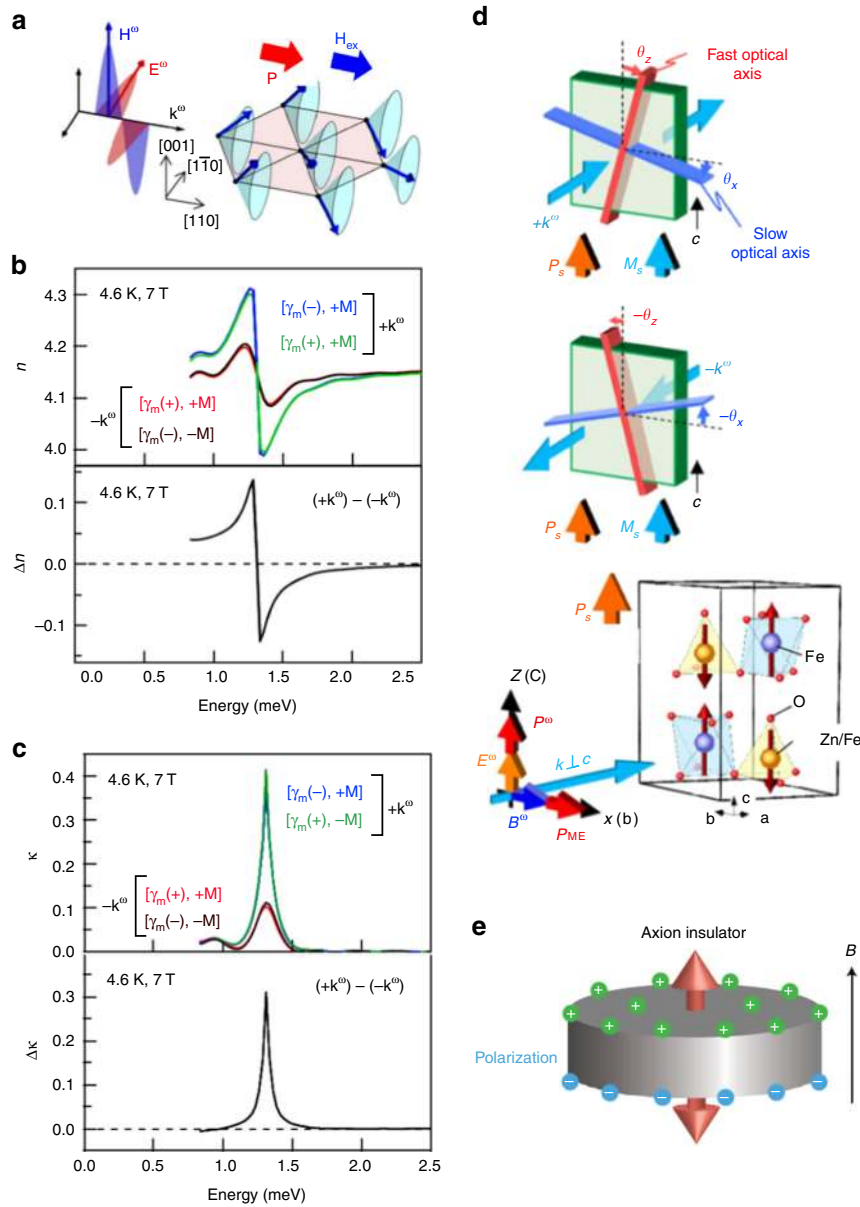 a
H^ω
E^ω
k^ω
[001]
[11̄0]
[110]
P
H_ex
b
4.6 K, 7 T
[γ_m(−), +M]
[γ_m(+), +M]
+k^ω
−k^ω
[γ_m(+), +M]
[γ_m(−), −M]
n
4.3
4.2
4.1
4.0
4.6 K, 7 T
(+k^ω) − (−k^ω)
Δn
0.1
0.0
−0.1
0.0
0.5
1.0
1.5
2.0
2.5
Energy (meV)
c
4.6 K, 7 T
[γ_m(−), +M]
[γ_m(+), −M]
+k^ω
−k^ω
[γ_m(+), +M]
[γ_m(−), −M]
κ
0.4
0.3
0.2
0.1
0.0
4.6 K, 7 T
(+k^ω) − (−k^ω)
Δκ
0.3
0.2
0.1
0.0
0.0
0.5
1.0
1.5
2.0
2.5
Energy (meV)
d
θ_z
Fast optical
axis
θ_x
+k^ω
c
Slow
optical axis
P_s
M_s
−θ_z
−k^ω
−θ_x
c
P_s
M_s
P_s
Fe
O
Zn/Fe
Z (C)
P^ω
E^ω
k ⊥ c
B^ω
P_ME
x (b)
c
b
a
e
Axion insulator
B
Polarization
+
+
+
+
+
+
+
+
+
+
+
−
−
−
−
−
−